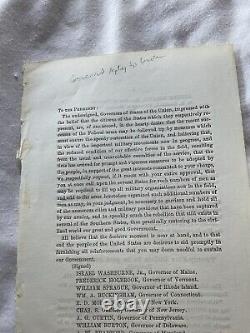 TO THE PRESIDENT:
The undersigned, Governors of States of the Union, impressed with
the belief that the citizens of the States which they respectively rep-
resent, are, of one accord, in the hearty desire that the recent suc-
cesses of the Federal arms may be followed up by measures which
must ensure the speedy restoration of the Union, and believing that,
in view of the important military movements now in progress, and the
reduced condition of our effective forces in the field, resulting
from the usual and unavoidable casualties of the service, that the
time has arrived for prompt and vigorous measures to be adopted by
the people, in support of the great interests committed to your charge,
we respectfully request, if it meets with your entire approval, that
you at once call upon the several States for such numbers of men as
may be required to fill up all military organizations now in the field,
and add to the armies heretofore organized such additional numbers
of men as may, in your judgment, be necessary to garrison and hold all
of the numerous cities and military positions that have been captured
by our armies, and to speedily crush the rebellion that still exists in
several of the Southern States, thus practically restoring to the civil-
ized world our great and good Government.
All believe that the decisive moment is near at hand, and to that
end the people of the United States are desirous to aid promptly in
furnishing all reinforcements that you may deem needful to sustain
our Government.
(Signed)
ISRAEL WASHBURNE, Jr., Governor of Maine.
FREDERICK HOLBROOK, Governor of Vermont.
WILLIAM SPRAGUE, Governor of Rhode Island.
WM. A. BUCKINGHAM, Governor of Connecticut.
E. D. MORGAN, Governor of New York.
CHAS. S. OLDEN, Governor of New Jersey.
A. G. CURTIN, Governor of Pennsylvania.
WILLIAM BURTON, Governor of Delaware.